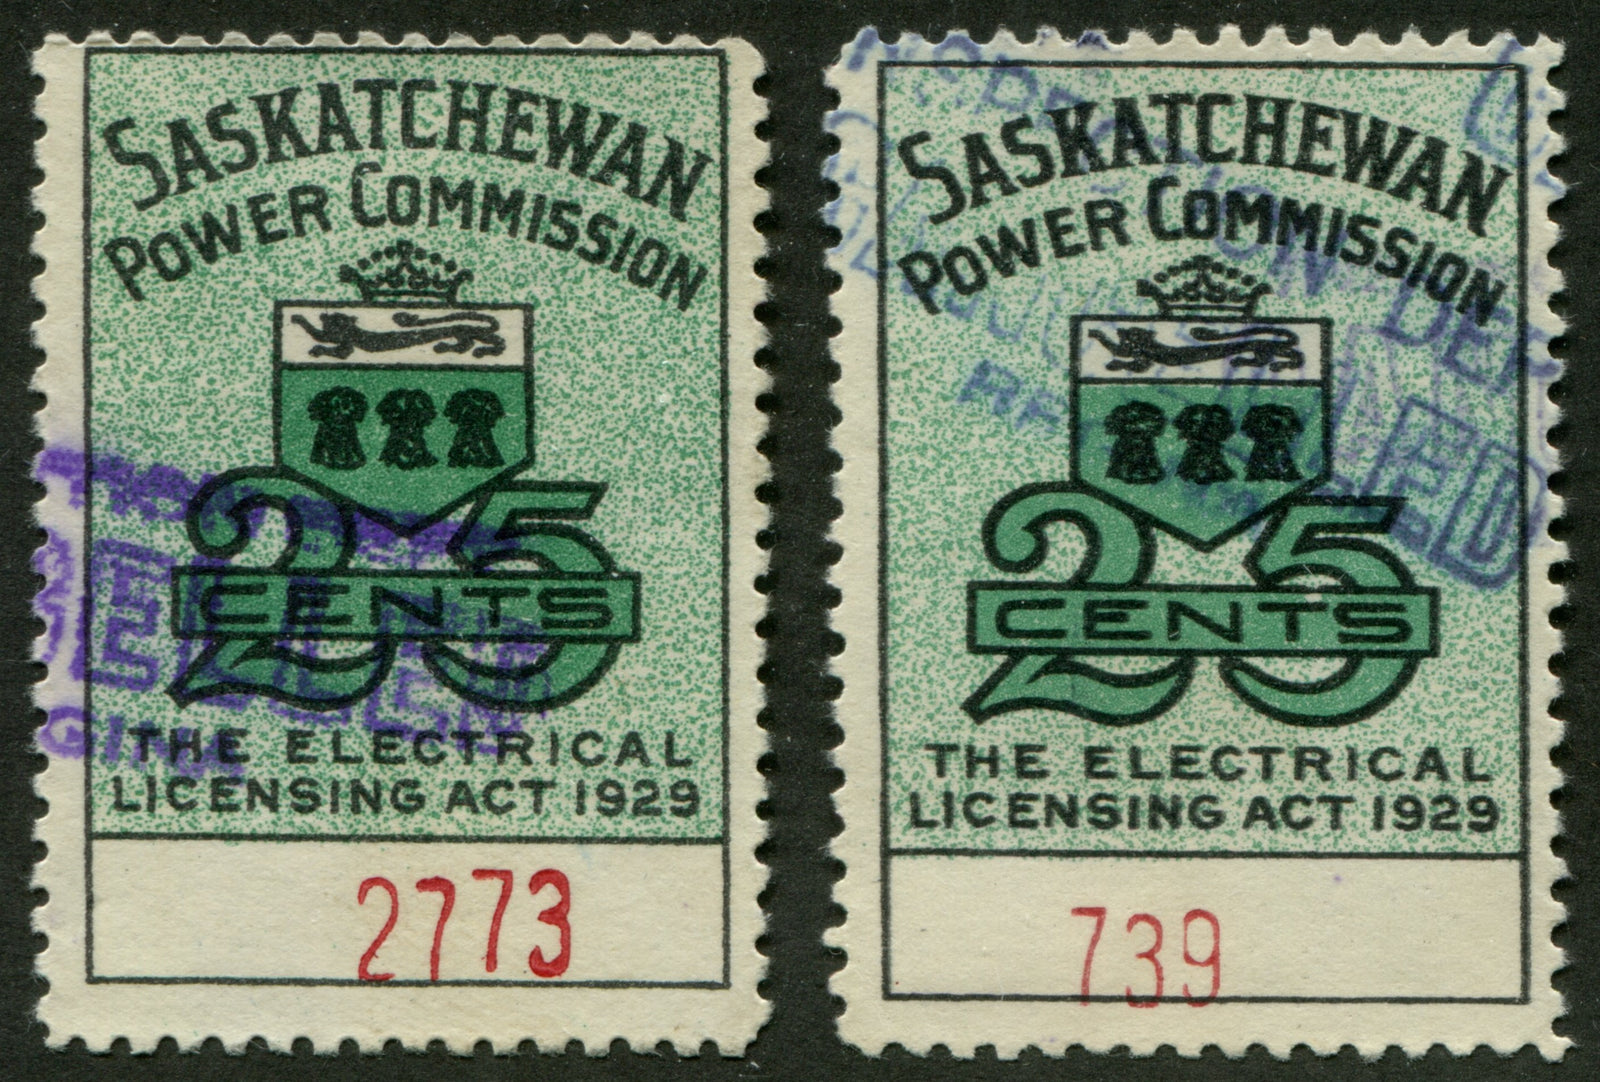 SASKATCHEWAN
POWER COMMISSION
25
CENTS
THE ELECTRICAL
LICENSING ACT 1929
2773
SASKATCHEWAN
POWER COMMISSION
25
CENTS
THE ELECTRICAL
LICENSING ACT 1929
739